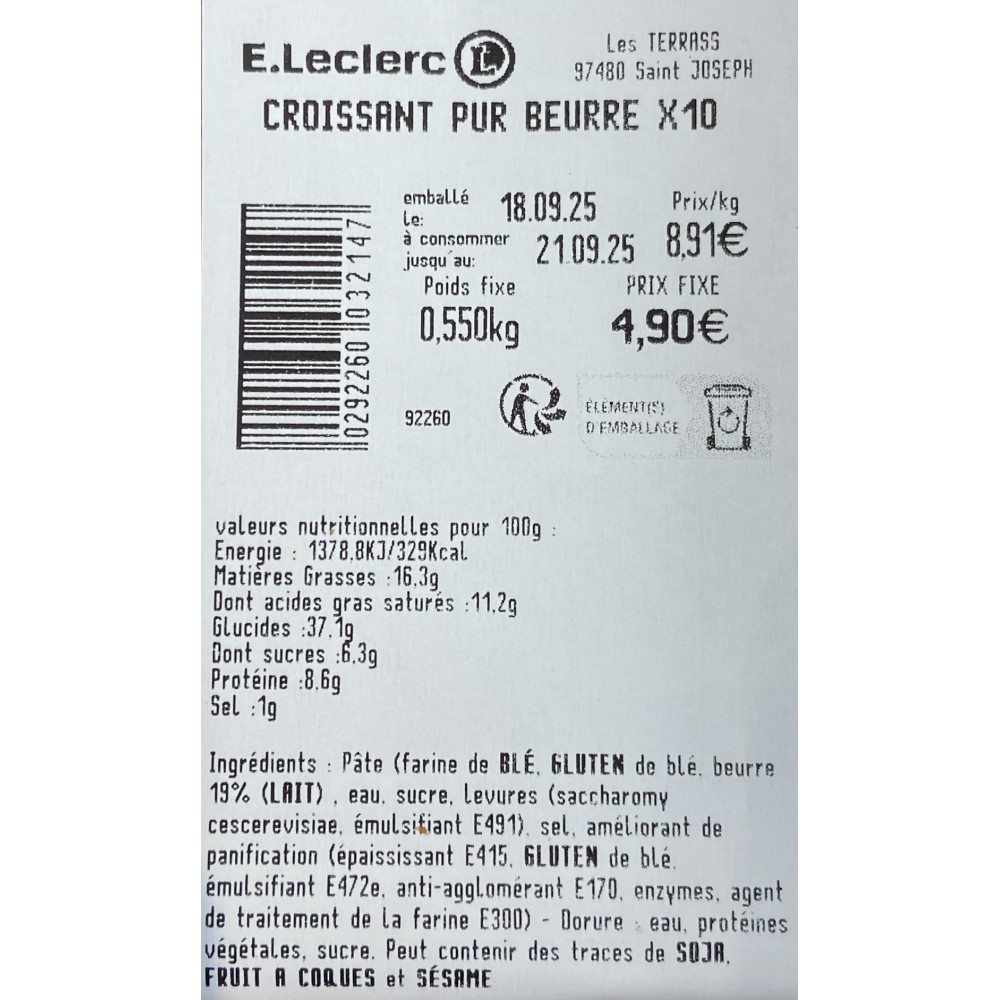 E.Leclerc L
Les TERRASS
97480 Saint JOSEPH
CROISSANT PUR BEURRE X10
emballé le: 18.09.25
Prix/kg
à consommer jusqu'au: 21.09.25
8,91€
Poids fixe
PRIX FIXE
0,550kg
4,90€
0292260032147
92260
ÉLÉMENT(S)
D'EMBALLAGE
valeurs nutritionnelles pour 100g :
Energie : 1378,8KJ/329Kcal
Matières Grasses :16,3g
Dont acides gras saturés :11,2g
Glucides :37,1g
Dont sucres :6,3g
Protéine :8,6g
Sel :1g
Ingrédients : Pâte (farine de BLÉ, GLUTEN de blé, beurre
19% (LAIT) , eau, sucre, levures (saccharomy
cescerevisiae, émulsifiant E491), sel, améliorant de
panification (épaississant E415, GLUTEN de blé,
émulsifiant E472e, anti-agglomérant E170, enzymes, agent
de traitement de la farine E300) - Dorure : eau, protéines
végétales, sucre. Peut contenir des traces de SOJA,
FRUIT A COQUES et SÉSAME